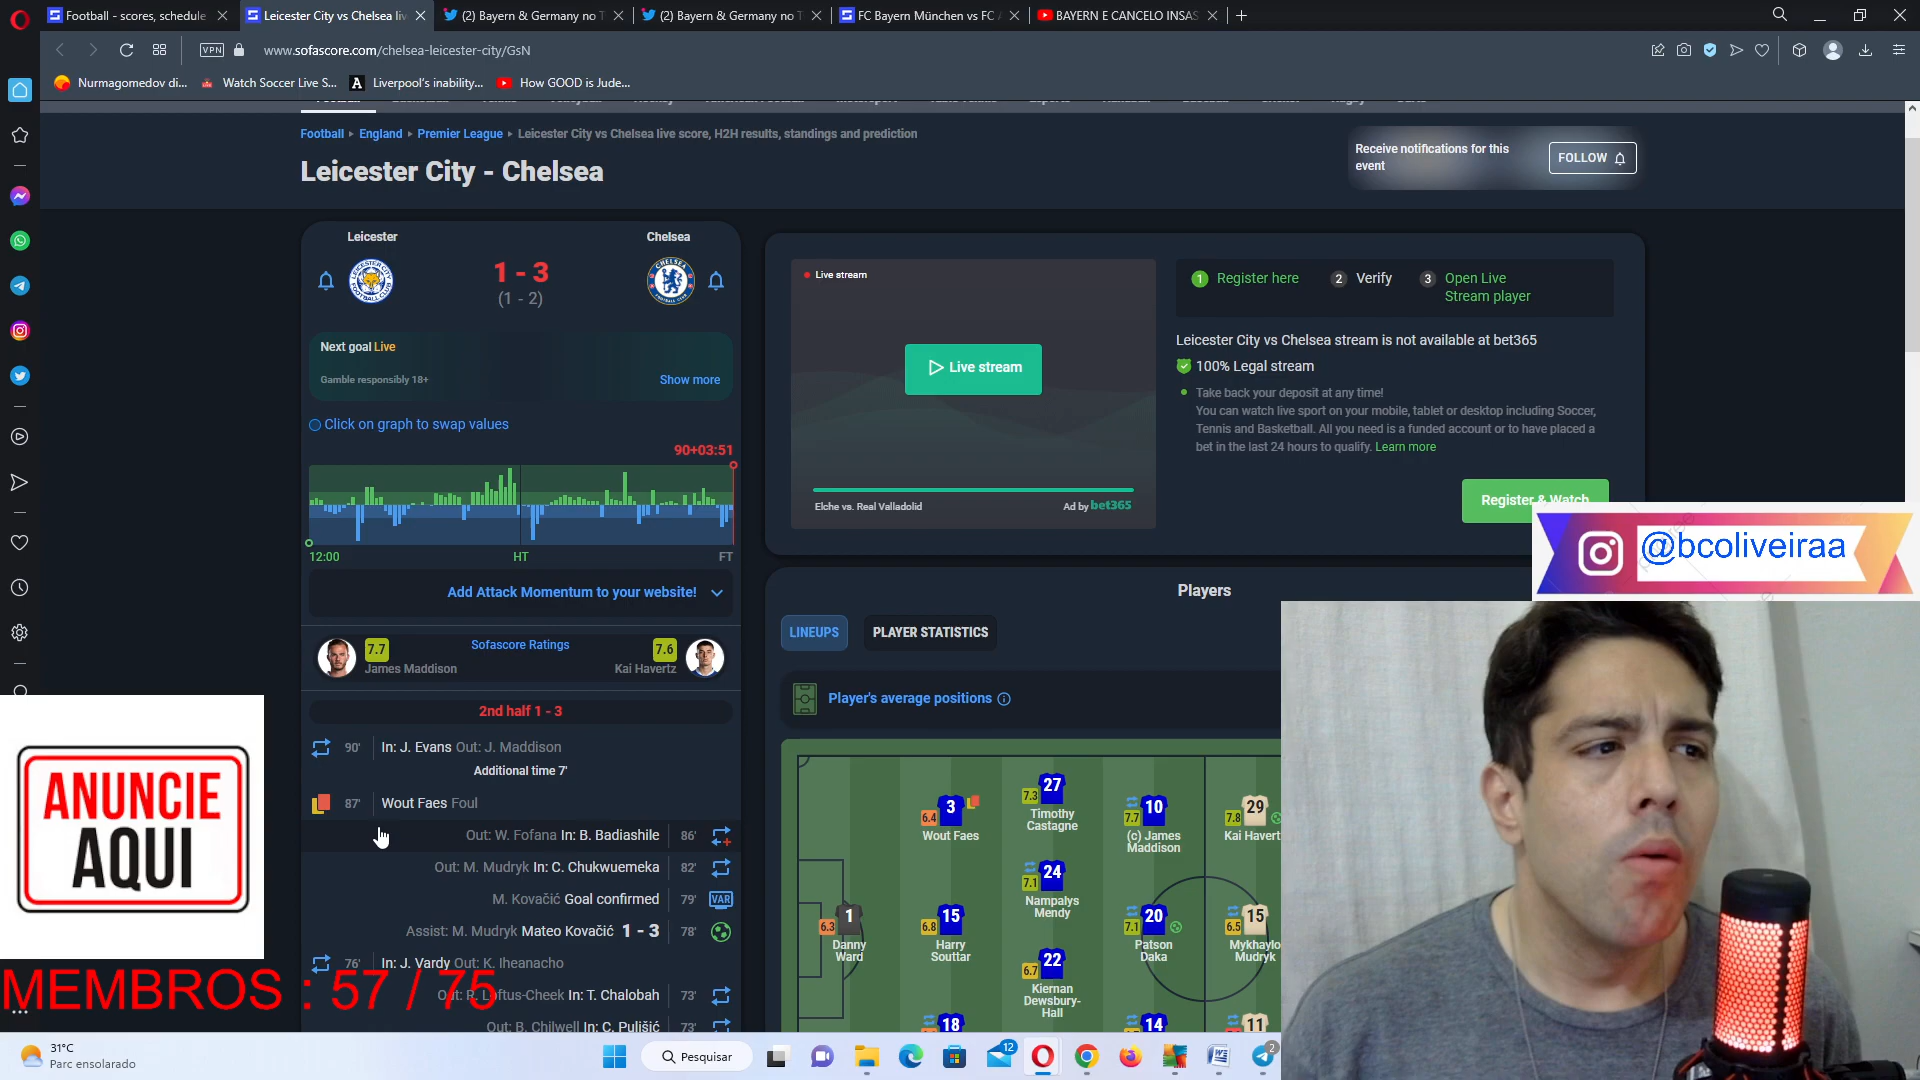 Football - scores, schedule
Leicester City vs Chelsea li
(2) Bayern & Germany no T
(2) Bayern & Germany no T
FC Bayern München vs FC A
BAYERN E CANCELO INSAS
VPN
www.sofascore.com/chelsea-leicester-city/GsN
Nurmagomedov di...
Watch Soccer Live S...
Liverpool's inability...
How GOOD is Jude...
Football
England
Premier League
Leicester City vs Chelsea live score, H2H results, standings and prediction
Leicester City - Chelsea
Receive notifications for this
event
FOLLOW
Leicester
Chelsea
1 - 3
(1 - 2)
Next goal Live
Gamble responsibly 18+
Show more
Click on graph to swap values
90+03:51
12:00
HT
FT
Add Attack Momentum to your website!
7.7
James Maddison
Sofascore Ratings
7.6
Kai Havertz
2nd half 1 - 3
90'
In: J. Evans Out: J. Maddison
Additional time 7'
87'
Wout Faes Foul
Out: W. Fofana In: B. Badiashile
86'
Out: M. Mudryk In: C. Chukwuemeka
82'
M. Kovačić Goal confirmed
79'
VAR
Assist: M. Mudryk Mateo Kovačić 1 - 3
78'
76'
In: J. Vardy Out: K. Iheanacho
Out: R. Loftus-Cheek In: T. Chalobah
73'
Out: B. Chilwell In: C. Pulišić
73'
Live stream
Live stream
Elche vs. Real Valladolid
Ad by bet365
1
Register here
2
Verify
3
Open Live
Stream player
Leicester City vs Chelsea stream is not available at bet365
100% Legal stream
Take back your deposit at any time!
You can watch live sport on your mobile, tablet or desktop including Soccer,
Tennis and Basketball. All you need is a funded account or to have placed a
bet in the last 24 hours to qualify. Learn more
Register & Watch
@bcoliveiraa
Players
LINEUPS
PLAYER STATISTICS
Player's average positions
1
6.3
Danny
Ward
3
6.4
Wout Faes
15
6.8
Harry
Souttar
18
27
7.3
Timothy
Castagne
24
7.1
Nampalys
Mendy
22
6.7
Kiernan
Dewsbury-
Hall
10
7.7
(c) James
Maddison
20
7.1
Patson
Daka
14
29
7.8
Kai Havert
15
6.5
Mykhaylo
Mudryk
11
ANUNCIE
AQUI
MEMBROS : 57 / 75
31°C
Parc ensolarado
Pesquisar
12
2